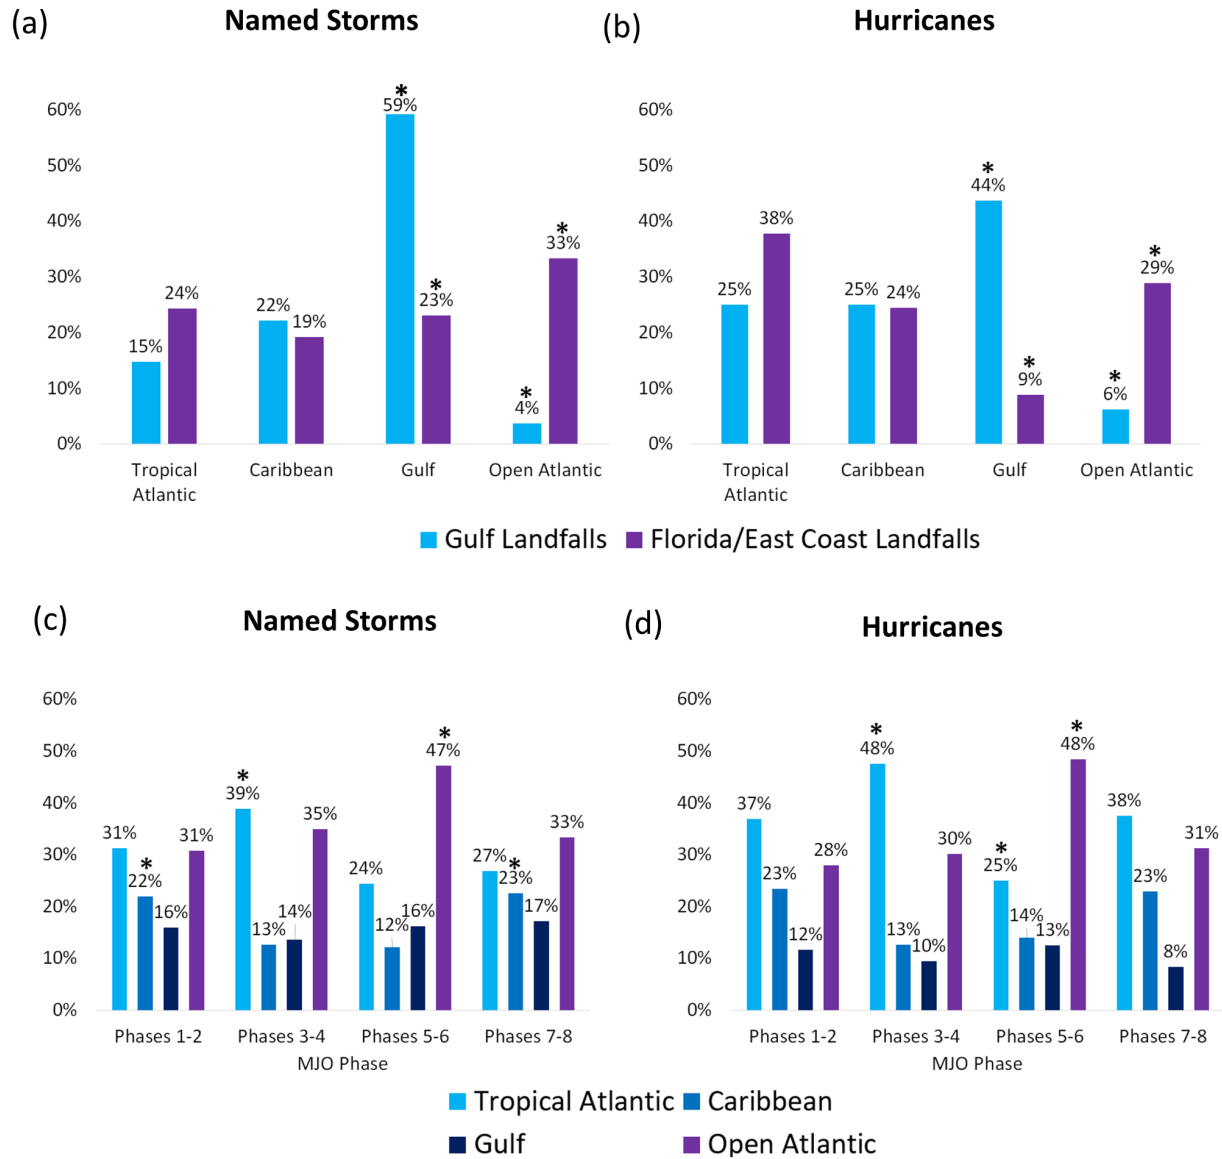 (a)
Named Storms
60%
50%
40%
30%
20%
10%
0%
15%
24%
22%
19%
*
59%
*
23%
*
4%
*
33%
Tropical
Atlantic
Caribbean
Gulf
Open Atlantic
(b)
Hurricanes
60%
50%
40%
30%
20%
10%
0%
25%
38%
25%
24%
*
44%
*
9%
*
6%
*
29%
Tropical
Atlantic
Caribbean
Gulf
Open Atlantic
Gulf Landfalls
Florida/East Coast Landfalls
(c)
Named Storms
60%
50%
40%
30%
20%
10%
0%
31%
*
22%
16%
31%
*
39%
13%
14%
35%
24%
12%
16%
*
47%
27%
*
23%
17%
33%
Phases 1-2
Phases 3-4
Phases 5-6
Phases 7-8
MJO Phase
(d)
Hurricanes
60%
50%
40%
30%
20%
10%
0%
37%
23%
12%
28%
*
48%
13%
10%
30%
*
25%
14%
13%
*
48%
38%
23%
8%
31%
Phases 1-2
Phases 3-4
Phases 5-6
Phases 7-8
MJO Phase
Tropical Atlantic
Caribbean
Gulf
Open Atlantic